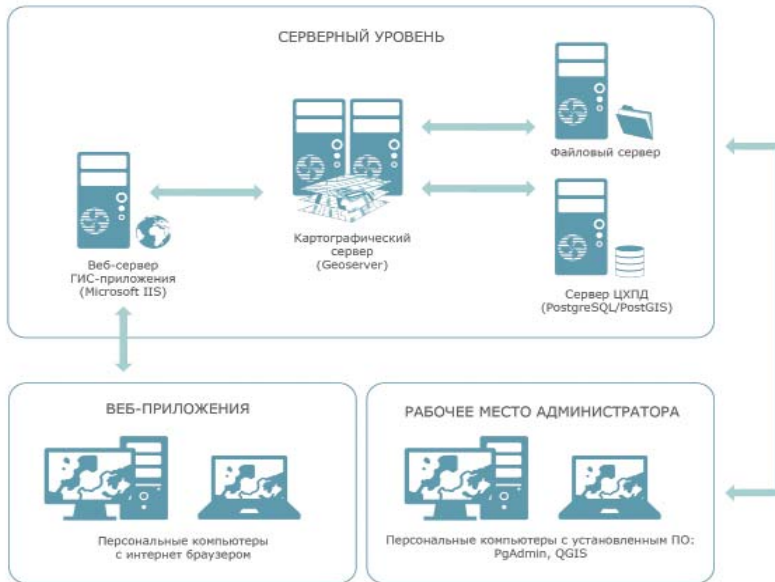 СЕРВЕРНЫЙ УРОВЕНЬ
Файловый сервер
Веб-сервер
ГИС-приложения
(Microsoft IIS)
Картографический
сервер
(Geoserver)
Сервер ЦХПД
(PostgreSQL/PostGIS)
ВЕБ-ПРИЛОЖЕНИЯ
Персональные компьютеры
с интернет браузером
РАБОЧЕЕ МЕСТО АДМИНИСТРАТОРА
Персональные компьютеры с установленным ПО:
PgAdmin, QGIS